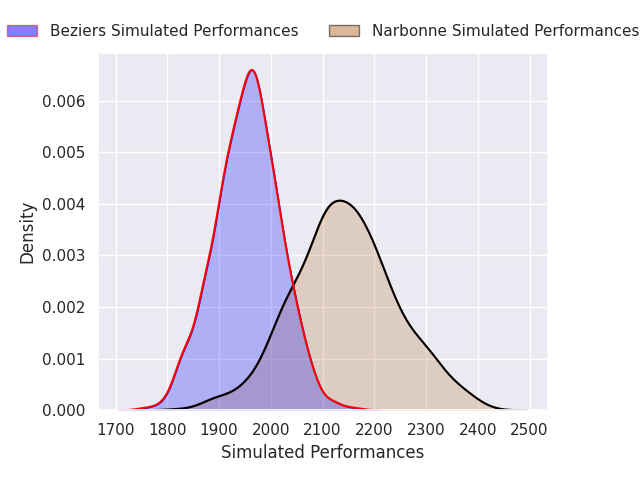 Beziers Simulated Performances Narbonne Simulated Performances
0.006
0.005
0.004
0.003
0.002
0.001
0.000
Density
1700 1800 1900 2000 2100 2200 2300 2400 2500
Simulated Performances